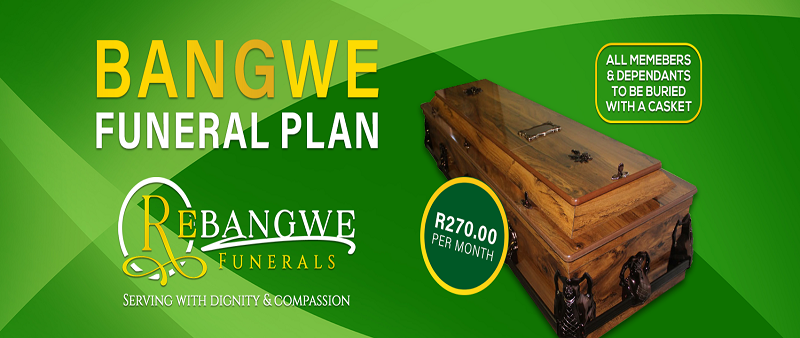 BANGWE
FUNERAL PLAN
ALL MEMEBERS
& DEPENDANTS
TO BE BURIED
WITH A CASKET
REBANGWE
FUNERALS
SERVING WITH DIGNITY & COMPASSION
R270.00
PER MONTH